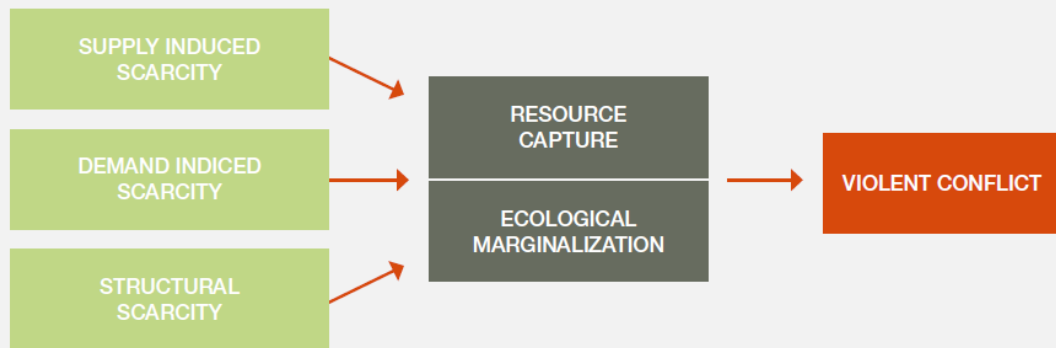 SUPPLY INDUCED
SCARCITY
DEMAND INDICED
SCARCITY
STRUCTURAL
SCARCITY
RESOURCE
CAPTURE
ECOLOGICAL
MARGINALIZATION
VIOLENT CONFLICT